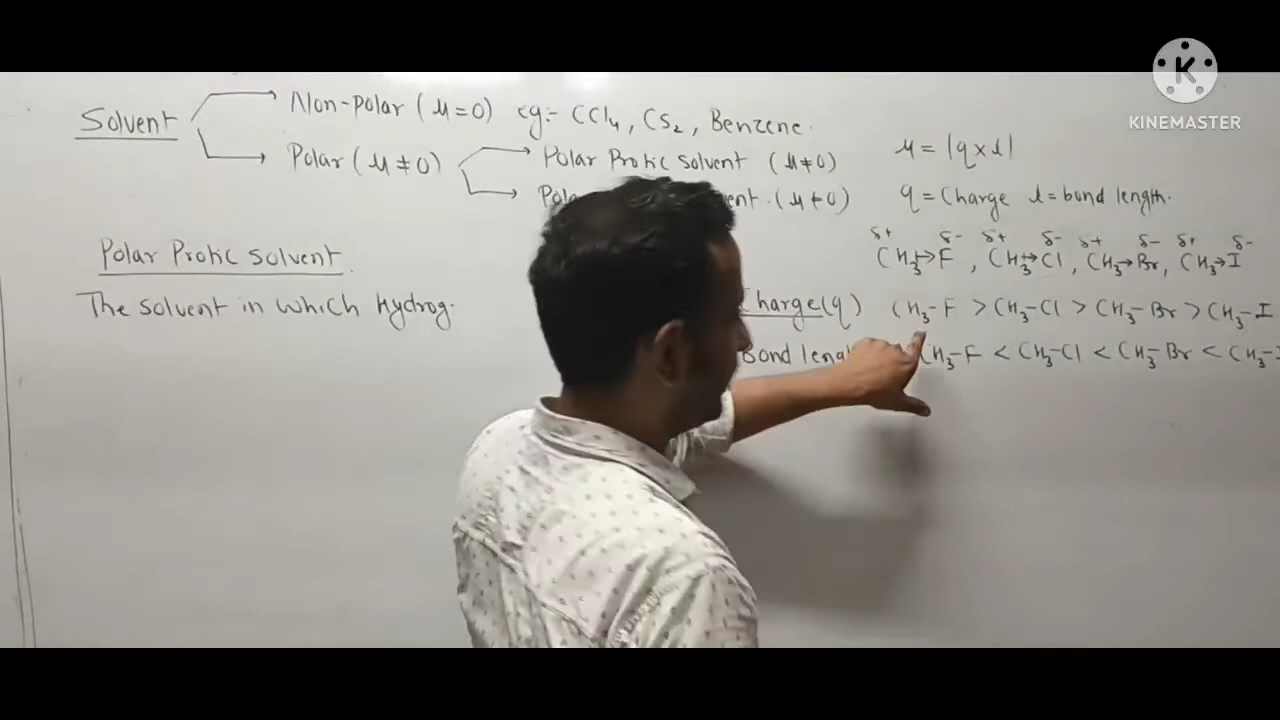 KINEMASTER
Solvent
Non-polar (μ=0) eg:- CCl4, CS2, Benzene.
Polar (μ≠0)
Polar Protic Solvent (μ≠0)
ent. (μ≠0)
μ = |q×l|
q = Charge l = bond length.
δ+ δ- δ+ δ- δ+ δ- δ+ δ-
CH3→F, CH3→Cl, CH3→Br, CH3→I
Charge(q) CH3-F > CH3-Cl > CH3-Br > CH3-I
Bond leng CH3-F < CH3-Cl < CH3-Br < CH3-I
Polar Protic Solvent
The solvent in which Hydrog.